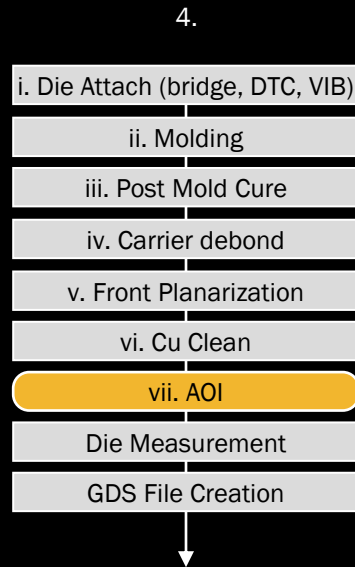 4.
i. Die Attach (bridge, DTC, VIB)
ii. Molding
iii. Post Mold Cure
iv. Carrier debond
v. Front Planarization
vi. Cu Clean
vii. AOI
Die Measurement
GDS File Creation